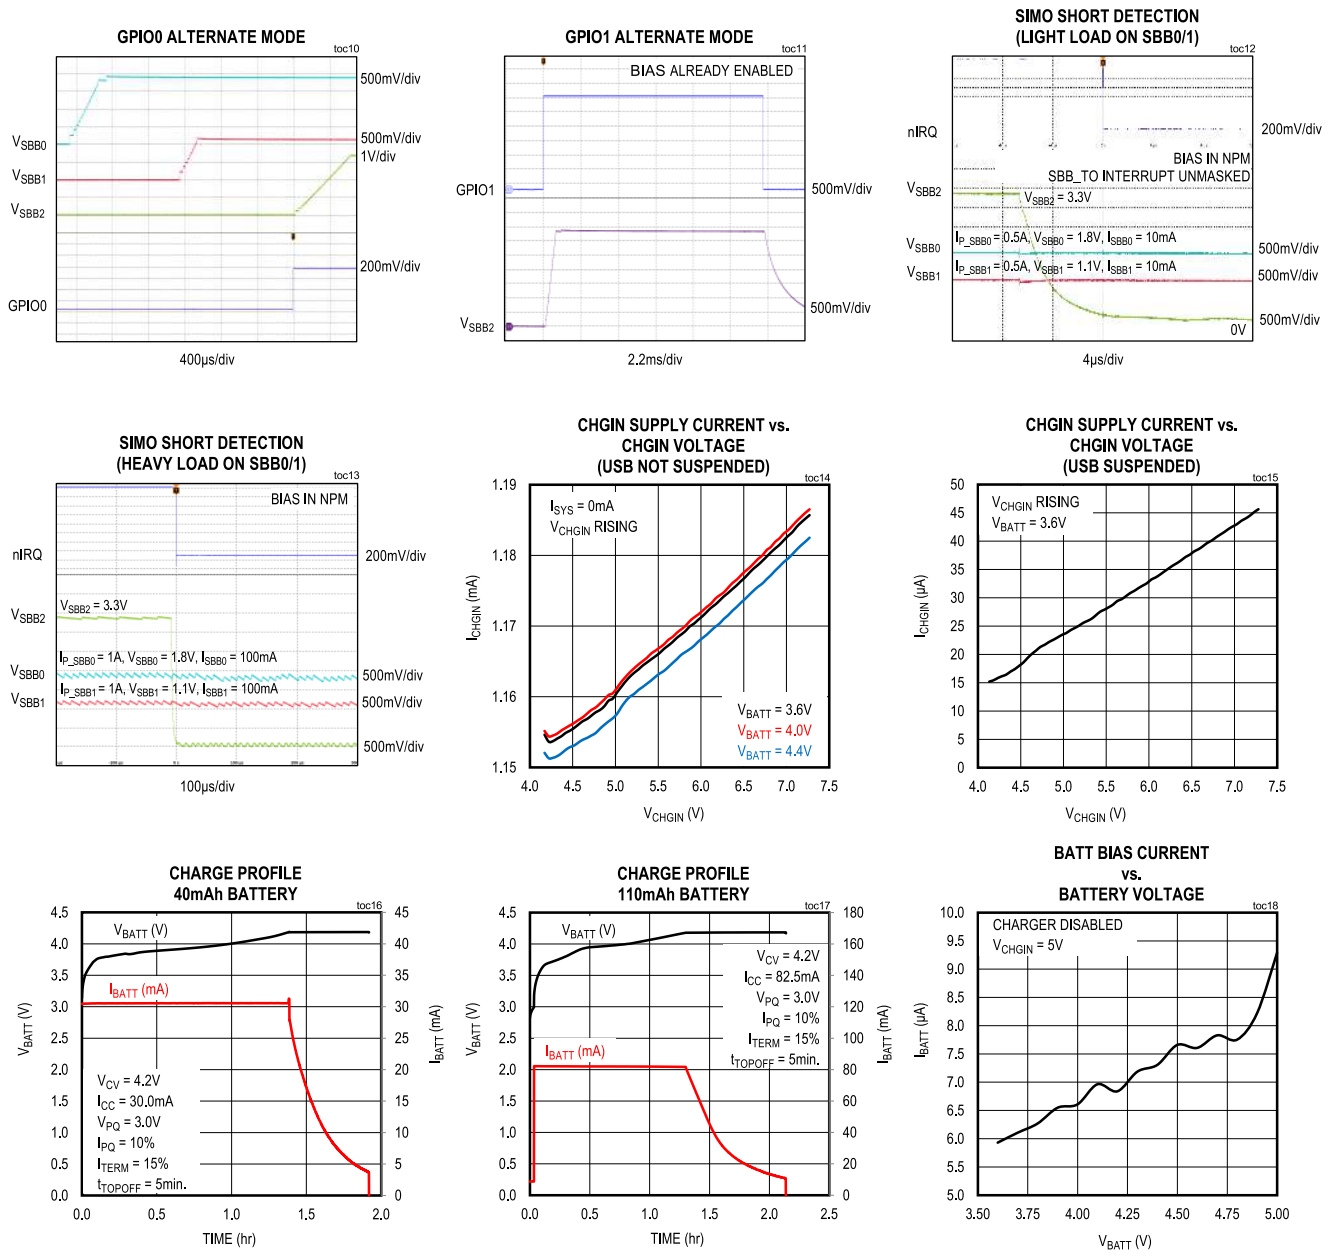 GPIO0 ALTERNATE MODE
toc10
500mV/div
VSBB0
500mV/div
1V/div
VSBB1
VSBB2
200mV/div
GPIO0
400µs/div
GPIO1 ALTERNATE MODE
toc11
BIAS ALREADY ENABLED
GPIO1
500mV/div
500mV/div
VSBB2
2.2ms/div
SIMO SHORT DETECTION
(LIGHT LOAD ON SBB0/1)
toc12
nIRQ
200mV/div
BIAS IN NPM
SBB_TO INTERRUPT UNMASKED
VSBB2
VSBB2 = 3.3V
IP_SBB0 = 0.5A, VSBB0 = 1.8V, ISBB0 = 10mA
VSBB0
500mV/div
IP_SBB1 = 0.5A, VSBB1 = 1.1V, ISBB1 = 10mA
VSBB1
500mV/div
500mV/div
0V
4µs/div
SIMO SHORT DETECTION
(HEAVY LOAD ON SBB0/1)
toc13
BIAS IN NPM
nIRQ
200mV/div
VSBB2 = 3.3V
VSBB2
IP_SBB0 = 1A, VSBB0 = 1.8V, ISBB0 = 100mA
VSBB0
500mV/div
IP_SBB1 = 1A, VSBB1 = 1.1V, ISBB1 = 100mA
VSBB1
500mV/div
500mV/div
100µs/div
CHGIN SUPPLY CURRENT vs.
CHGIN VOLTAGE
(USB NOT SUSPENDED)
toc14
1.19
1.18
1.17
1.16
1.15
ICHGIN (mA)
ISYS = 0mA
VCHGIN RISING
VBATT = 3.6V
VBATT = 4.0V
VBATT = 4.4V
4.0 4.5 5.0 5.5 6.0 6.5 7.0 7.5
VCHGIN (V)
CHGIN SUPPLY CURRENT vs.
CHGIN VOLTAGE
(USB SUSPENDED)
toc15
50
45
40
35
30
25
20
15
10
5
0
ICHGIN (µA)
VCHGIN RISING
VBATT = 3.6V
4.0 4.5 5.0 5.5 6.0 6.5 7.0 7.5
VCHGIN (V)
CHARGE PROFILE
40mAh BATTERY
toc16
4.5
4.0
3.5
3.0
2.5
2.0
1.5
1.0
0.5
0.0
VBATT (V)
VBATT (V)
IBATT (mA)
VCV = 4.2V
ICC = 30.0mA
VPQ = 3.0V
IPQ = 10%
ITERM = 15%
tTOPOFF = 5min.
45
40
35
30
25
20
15
10
5
0
IBATT (mA)
0.0 0.5 1.0 1.5 2.0
TIME (hr)
CHARGE PROFILE
110mAh BATTERY
toc17
4.5
4.0
3.5
3.0
2.5
2.0
1.5
1.0
0.5
0.0
VBATT (V)
VBATT (V)
VCV = 4.2V
ICC = 82.5mA
VPQ = 3.0V
IPQ = 10%
ITERM = 15%
tTOPOFF = 5min.
IBATT (mA)
180
160
140
120
100
80
60
40
20
0
IBATT (mA)
0.0 0.5 1.0 1.5 2.0 2.5
TIME (hr)
BATT BIAS CURRENT
vs.
BATTERY VOLTAGE
toc18
10.0
9.5
9.0
8.5
8.0
7.5
7.0
6.5
6.0
5.5
5.0
IBATT (µA)
CHARGER DISABLED
VCHGIN = 5V
3.50 3.75 4.00 4.25 4.50 4.75 5.00
VBATT (V)